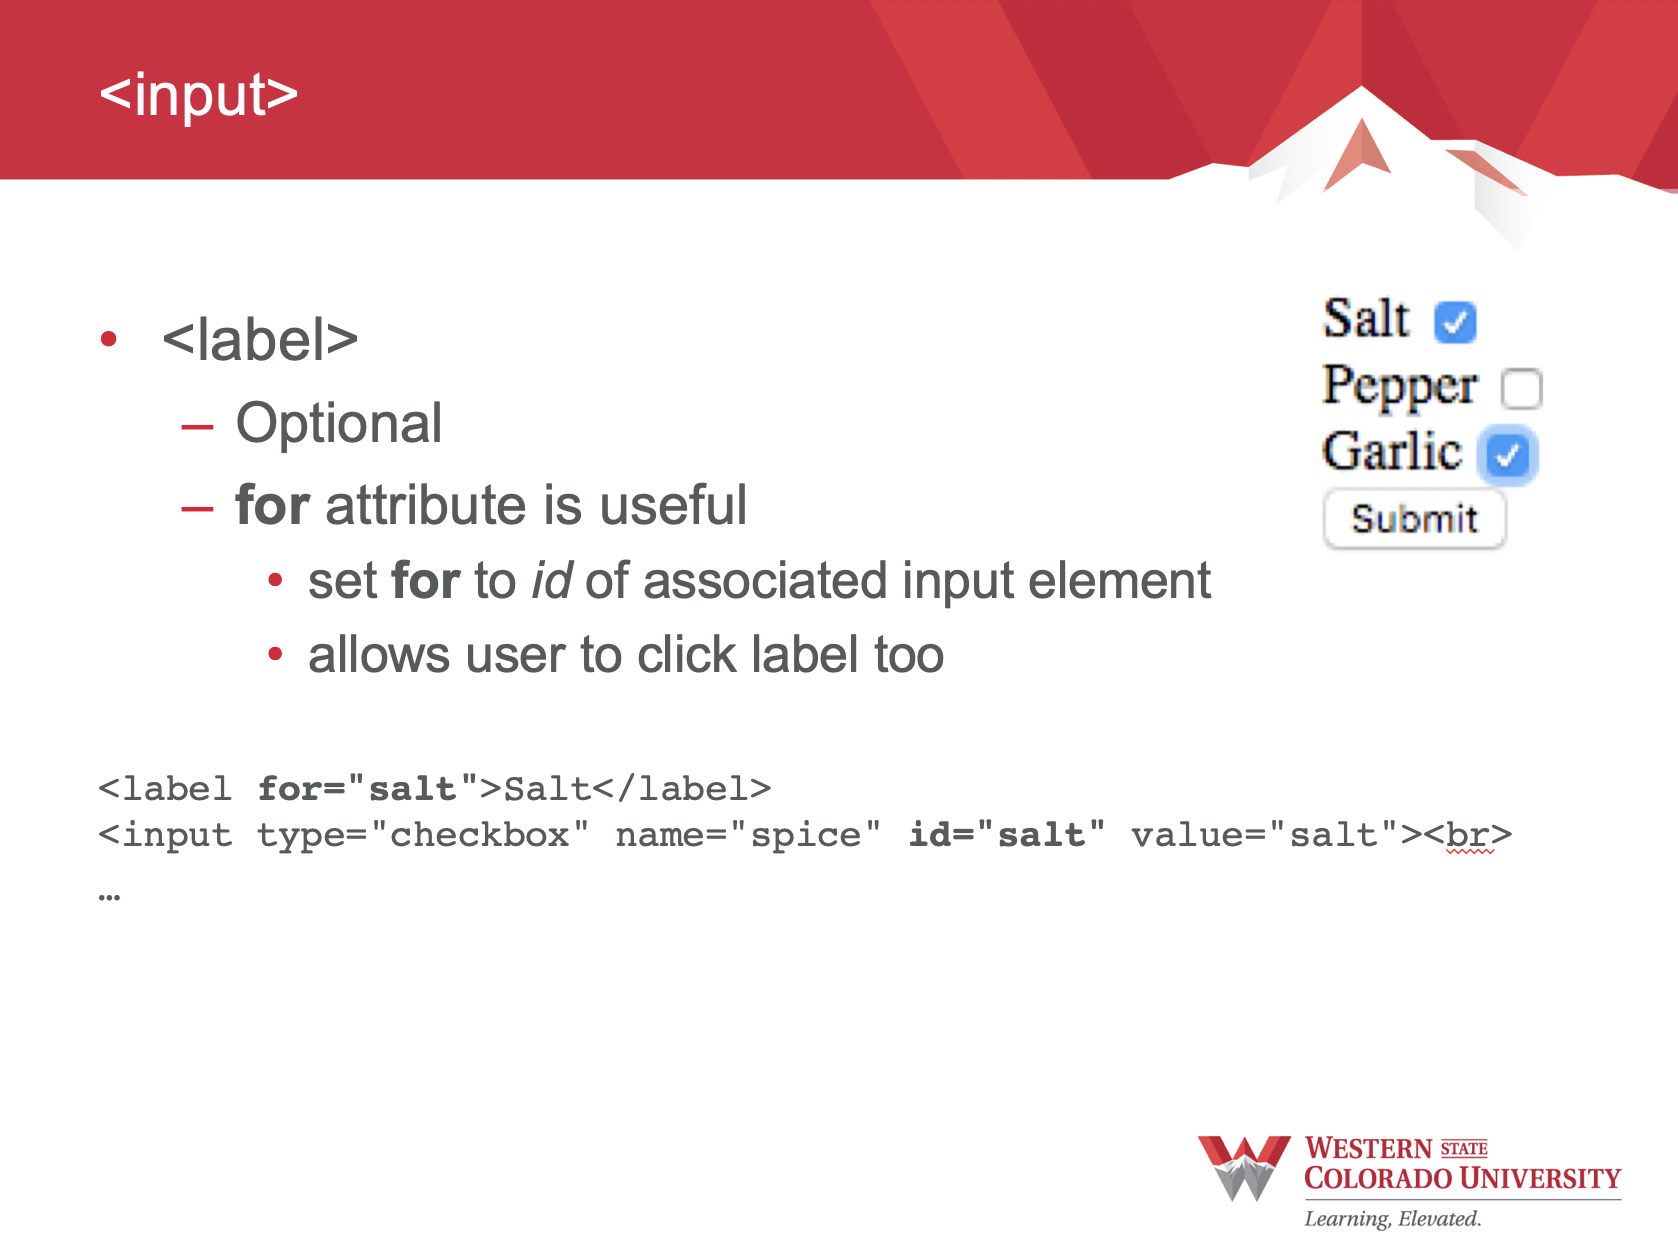 <input>
• <label>
– Optional
– for attribute is useful
• set for to id of associated input element
• allows user to click label too
Salt
Pepper
Garlic
Submit
<label for="salt">Salt</label>
<input type="checkbox" name="spice" id="salt" value="salt"><br>
…
WESTERN STATE
COLORADO UNIVERSITY
Learning, Elevated.